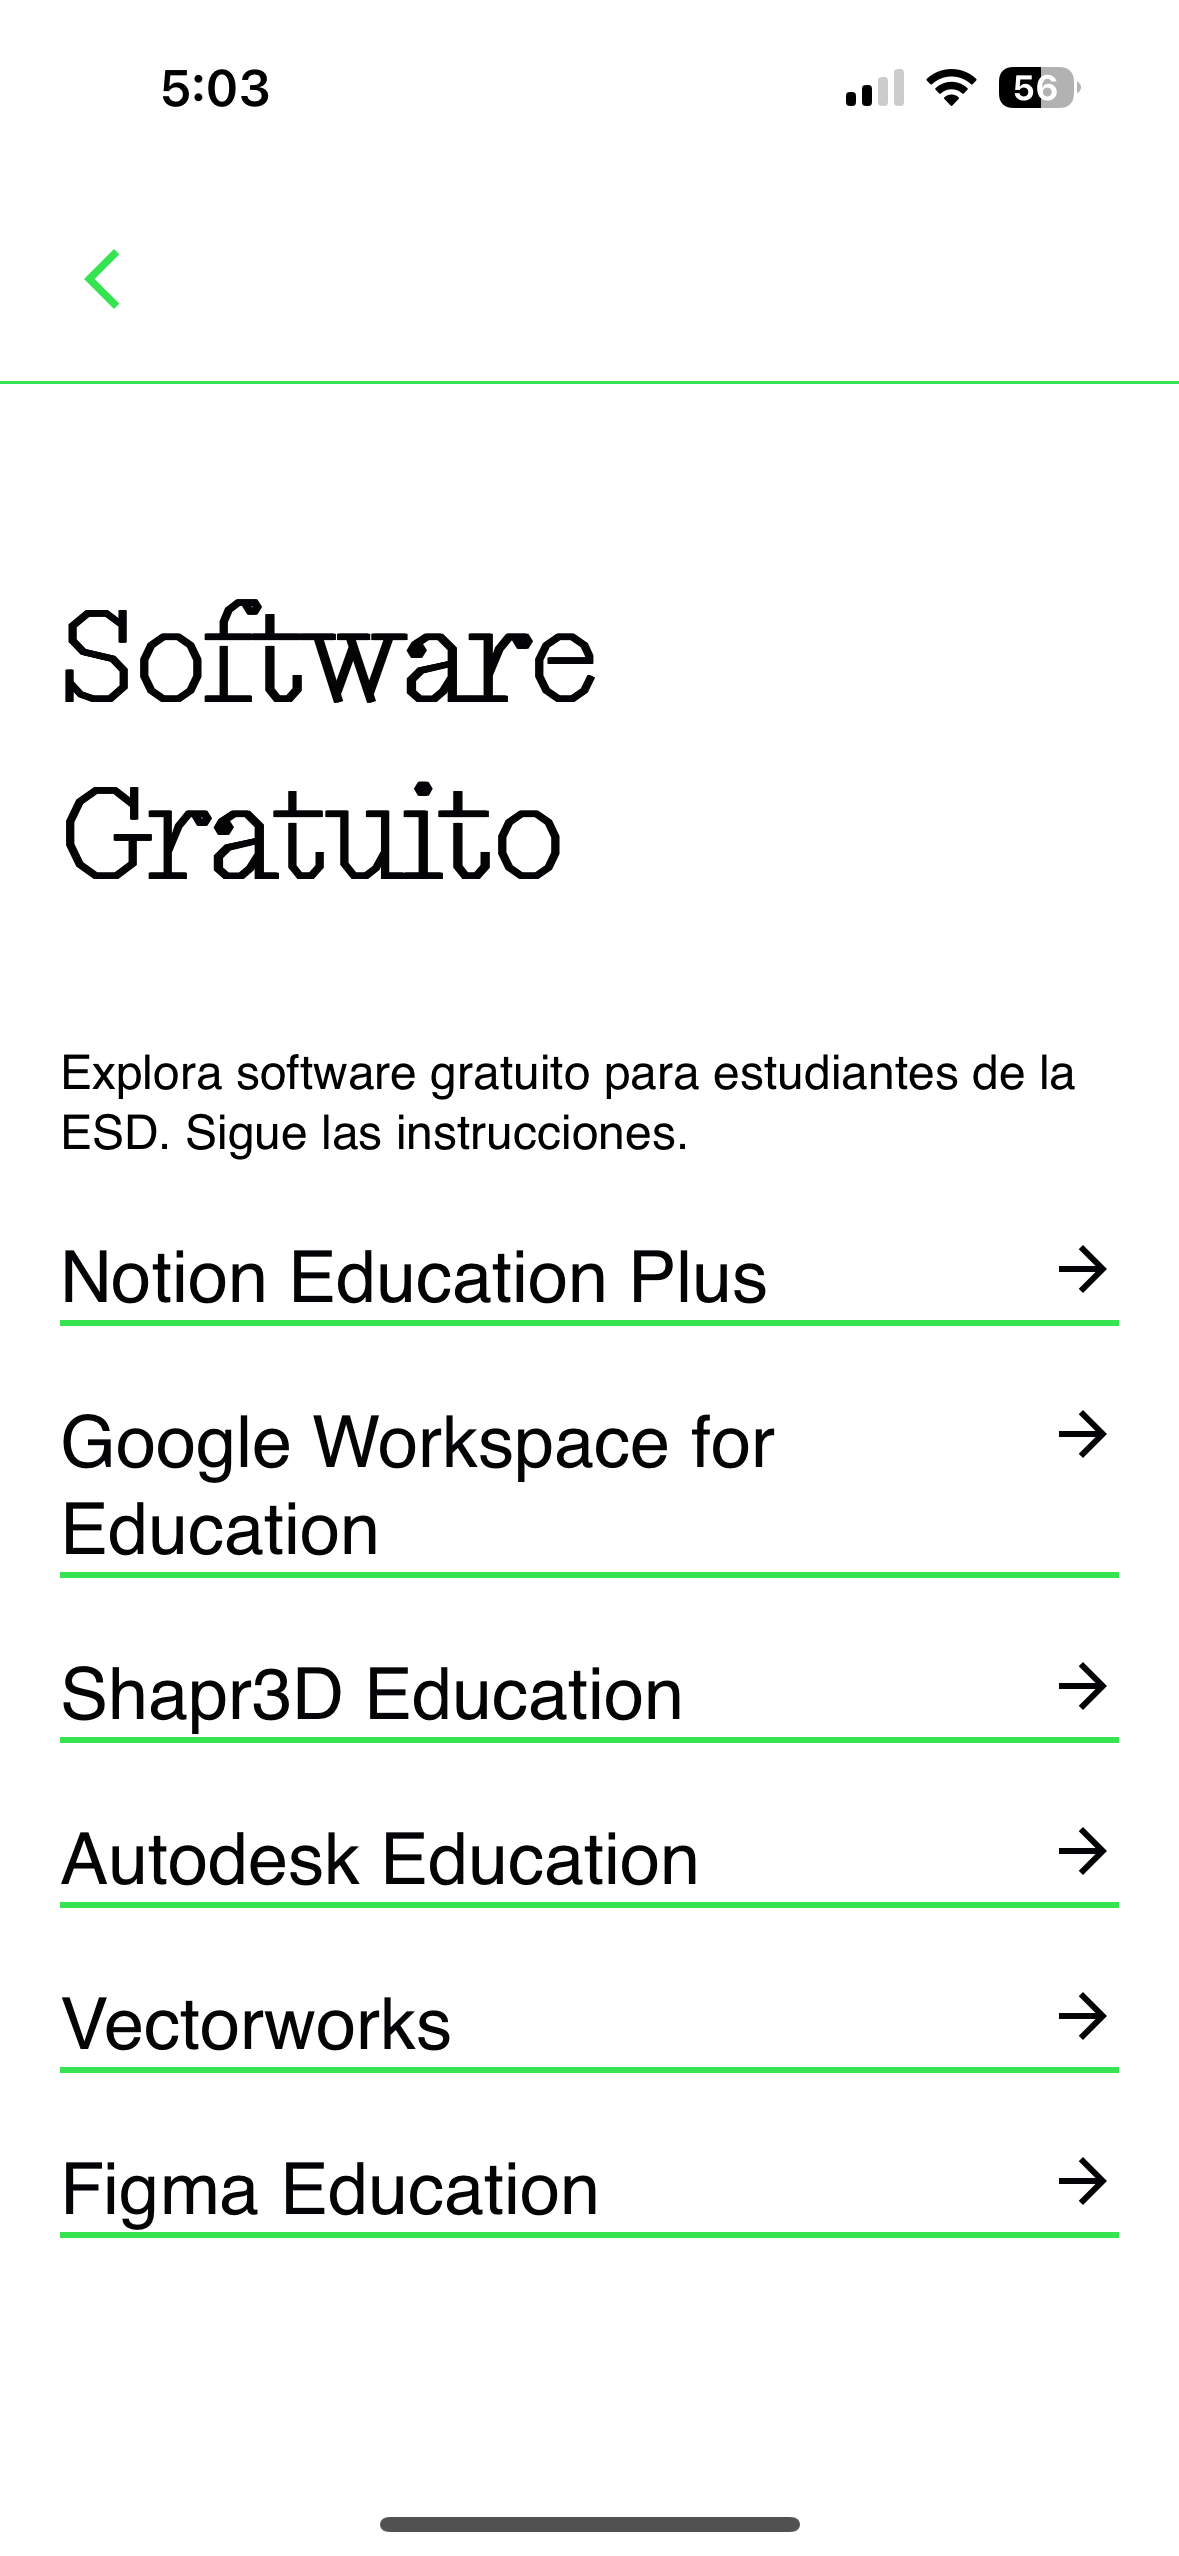 5:03
56
Software
Gratuito
Explora software gratuito para estudiantes de la
ESD. Sigue las instrucciones.
Notion Education Plus
Google Workspace for
Education
Shapr3D Education
Autodesk Education
Vectorworks
Figma Education